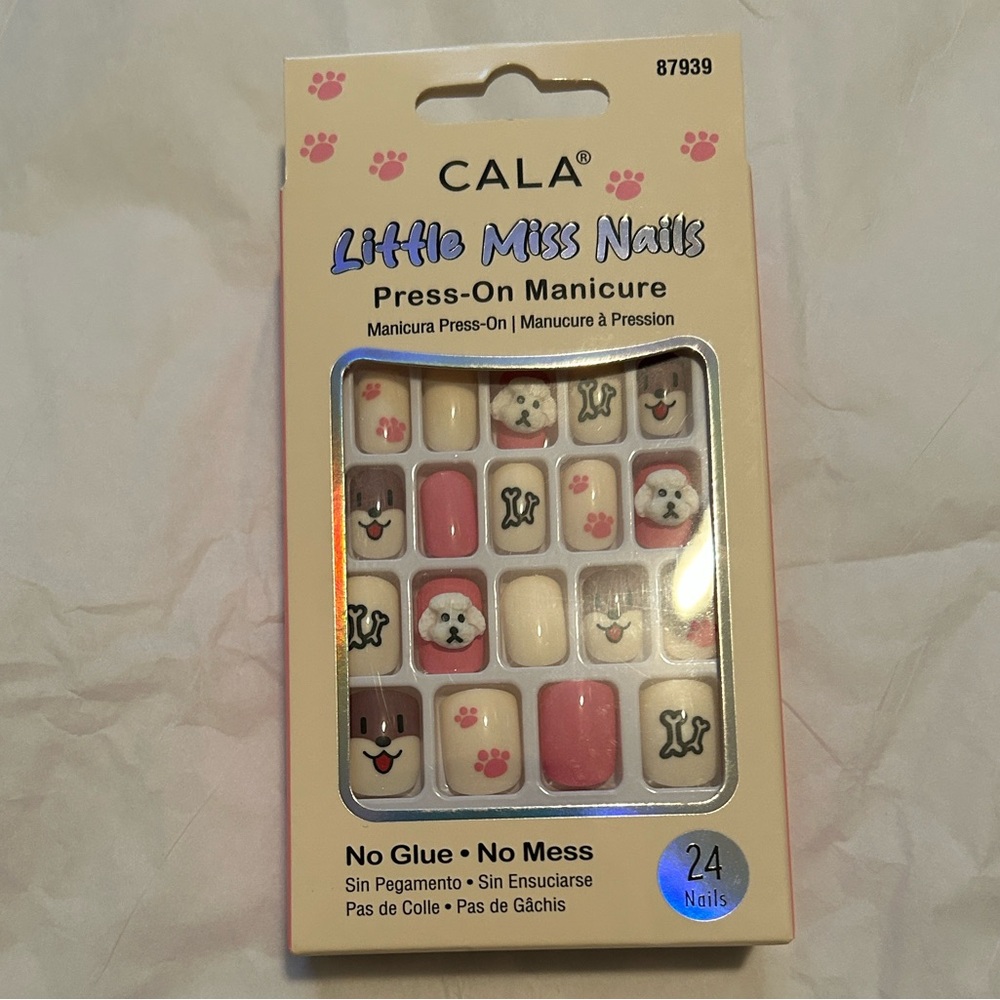 87939
CALA®
Little Miss Nails
Press-On Manicure
Manicura Press-On | Manucure à Pression
No Glue • No Mess
Sin Pegamento • Sin Ensuciarse
Pas de Colle • Pas de Gâchis
24
Nails